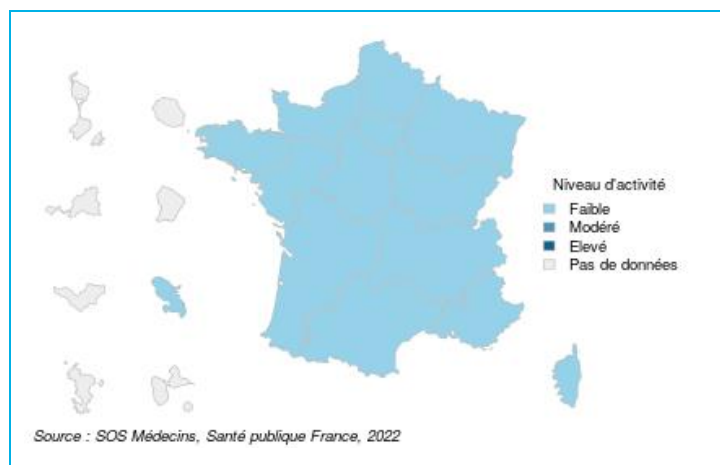 Niveau d'activité
Faible
Modéré
Elevé
Pas de données
Source : SOS Médecins, Santé publique France, 2022